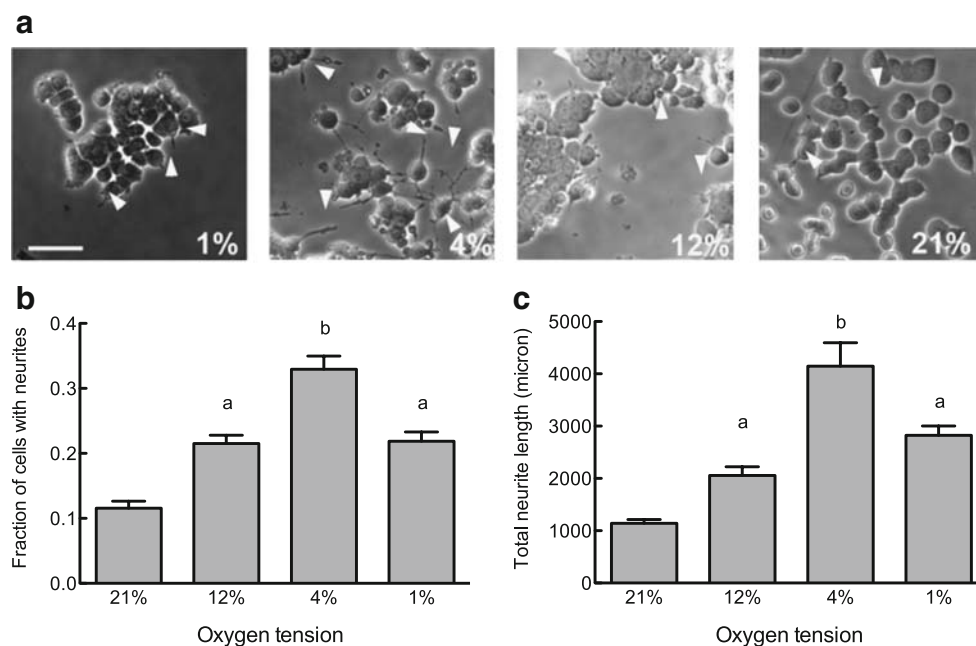 a
1%
4%
12%
21%
b
Fraction of cells with neurites
0.4
0.3
0.2
0.1
0.0
a
b
a
21% 12% 4% 1%
Oxygen tension
c
Total neurite length (micron)
5000
4000
3000
2000
1000
0
a
b
a
21% 12% 4% 1%
Oxygen tension